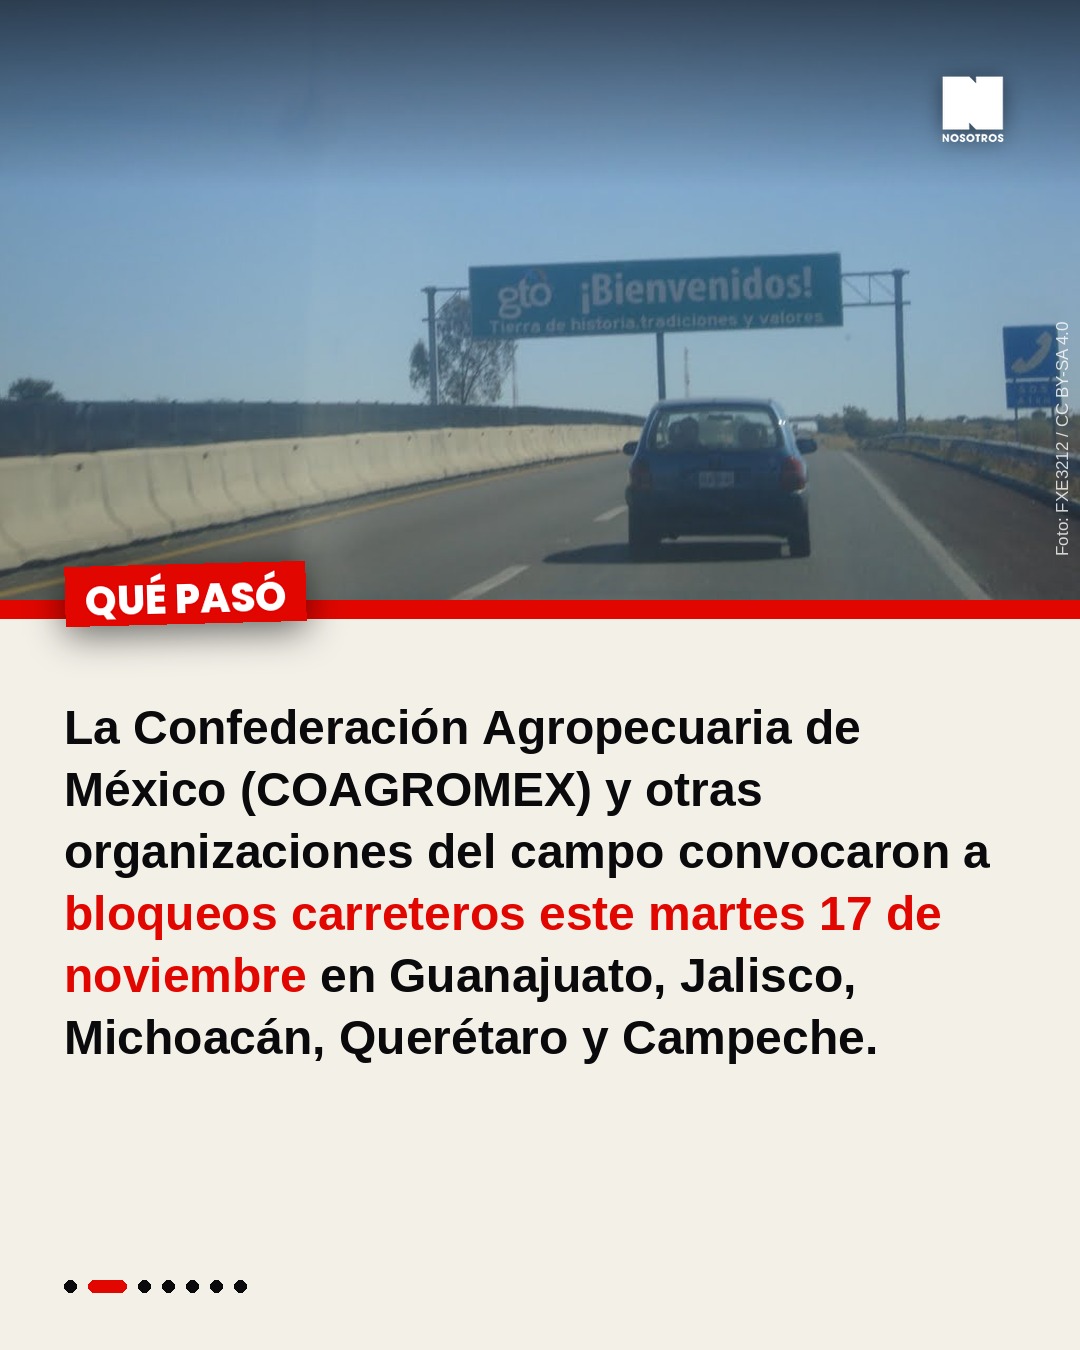 NOSOTROS
gto ¡Bienvenidos!
Tierra de historia, tradiciones y valores
Foto: FXE3212 / CC BY-SA 4.0
QUÉ PASÓ
La Confederación Agropecuaria de
México (COAGROMEX) y otras
organizaciones del campo convocaron a
bloqueos carreteros este martes 17 de
noviembre en Guanajuato, Jalisco,
Michoacán, Querétaro y Campeche.